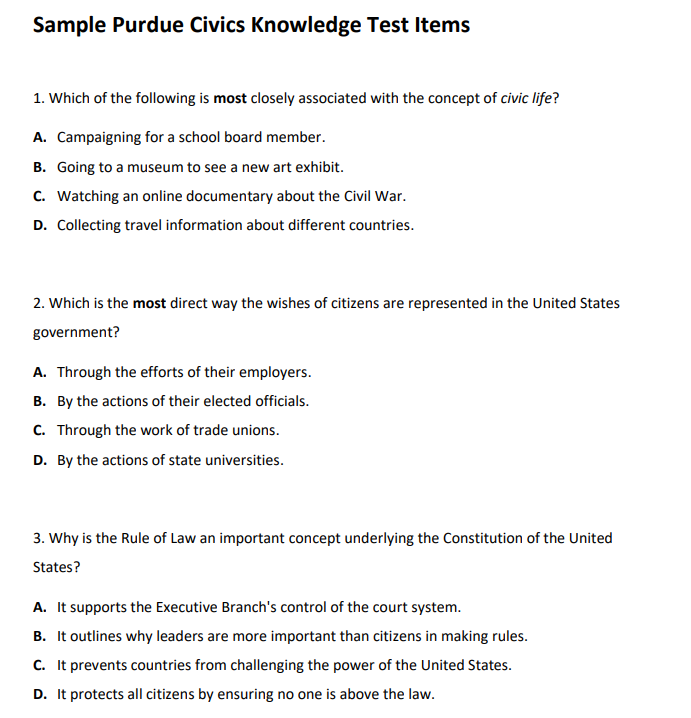 Sample Purdue Civics Knowledge Test Items
1. Which of the following is most closely associated with the concept of civic life?
A. Campaigning for a school board member.
B. Going to a museum to see a new art exhibit.
C. Watching an online documentary about the Civil War.
D. Collecting travel information about different countries.
2. Which is the most direct way the wishes of citizens are represented in the United States
government?
A. Through the efforts of their employers.
B. By the actions of their elected officials.
C. Through the work of trade unions.
D. By the actions of state universities.
3. Why is the Rule of Law an important concept underlying the Constitution of the United
States?
A. It supports the Executive Branch's control of the court system.
B. It outlines why leaders are more important than citizens in making rules.
C. It prevents countries from challenging the power of the United States.
D. It protects all citizens by ensuring no one is above the law.